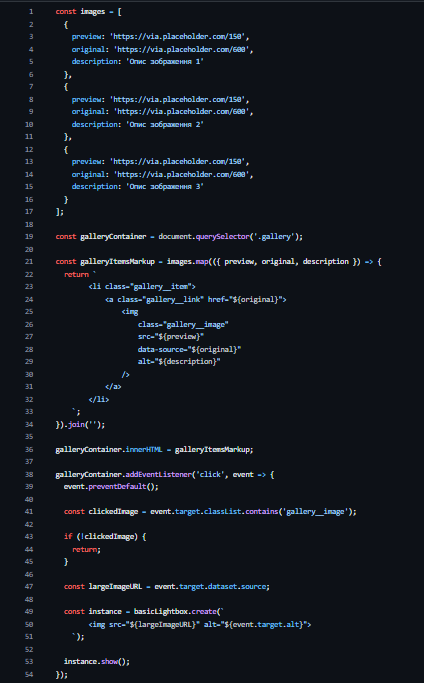 1 const images = [
2 {
3 preview: 'https://via.placeholder.com/150',
4 original: 'https://via.placeholder.com/600',
5 description: 'Опис зображення 1'
6 },
7 {
8 preview: 'https://via.placeholder.com/150',
9 original: 'https://via.placeholder.com/600',
10 description: 'Опис зображення 2'
11 },
12 {
13 preview: 'https://via.placeholder.com/150',
14 original: 'https://via.placeholder.com/600',
15 description: 'Опис зображення 3'
16 }
17 ];
18
19 const galleryContainer = document.querySelector('.gallery');
20
21 const galleryItemsMarkup = images.map(({ preview, original, description }) => {
22 return `
23 <li class="gallery__item">
24 <a class="gallery__link" href="${original}">
25 <img
26 class="gallery__image"
27 src="${preview}"
28 data-source="${original}"
29 alt="${description}"
30 />
31 </a>
32 </li>
33 `;
34 }).join('');
35
36 galleryContainer.innerHTML = galleryItemsMarkup;
37
38 galleryContainer.addEventListener('click', event => {
39 event.preventDefault();
40
41 const clickedImage = event.target.classList.contains('gallery__image');
42
43 if (!clickedImage) {
44 return;
45 }
46
47 const largeImageURL = event.target.dataset.source;
48
49 const instance = basicLightbox.create(`
50 <img src="${largeImageURL}" alt="${event.target.alt}">
51 `);
52
53 instance.show();
54 });